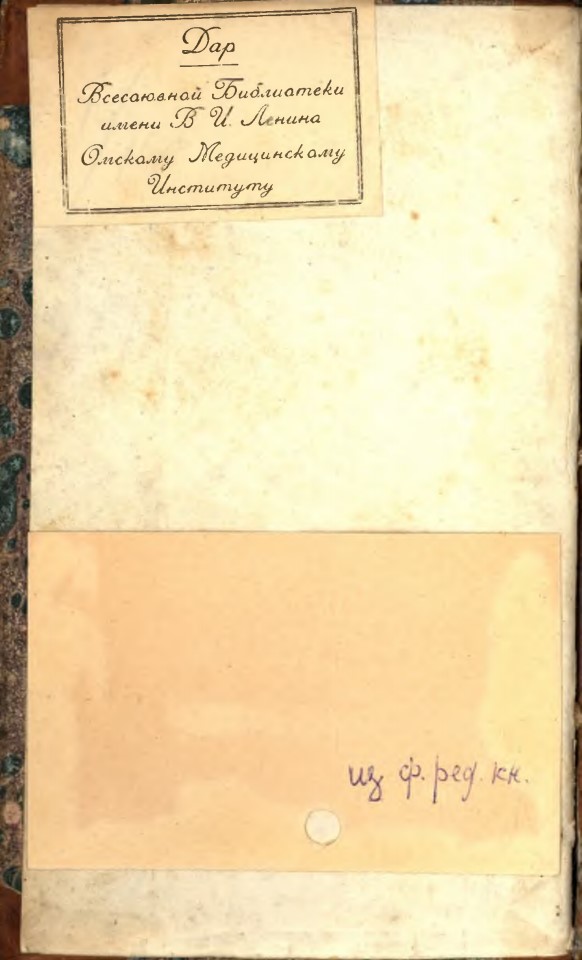 Дар
Всесоюзной Библиотеки
имени В И. Ленина
Омскому Медицинскому
Институту
из ф. ред. кн.